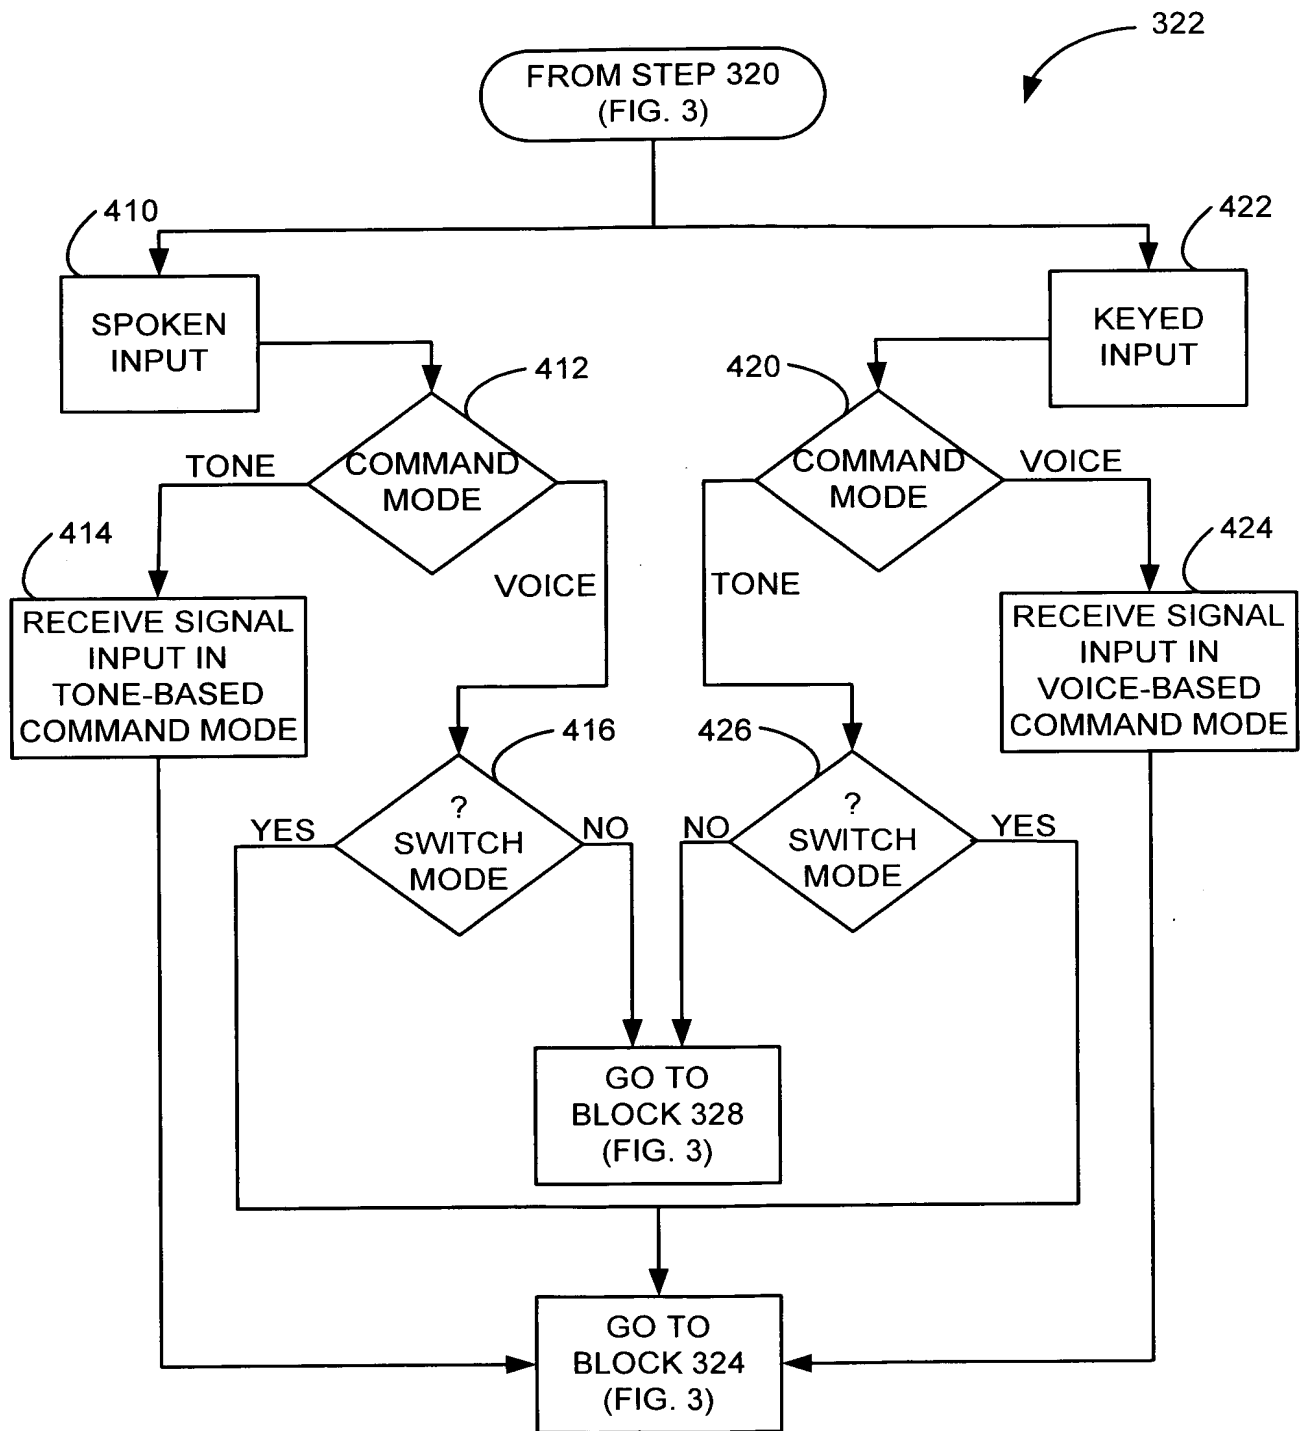 322
FROM STEP 320
(FIG. 3)
410
422
SPOKEN
INPUT
KEYED
INPUT
412
420
TONE
COMMAND
MODE
COMMAND
MODE
VOICE
414
424
VOICE
TONE
RECEIVE SIGNAL
INPUT IN
TONE-BASED
COMMAND MODE
RECEIVE SIGNAL
INPUT IN
VOICE-BASED
COMMAND MODE
416
426
YES
?
SWITCH
MODE
NO
NO
?
SWITCH
MODE
YES
GO TO
BLOCK 328
(FIG. 3)
GO TO
BLOCK 324
(FIG. 3)